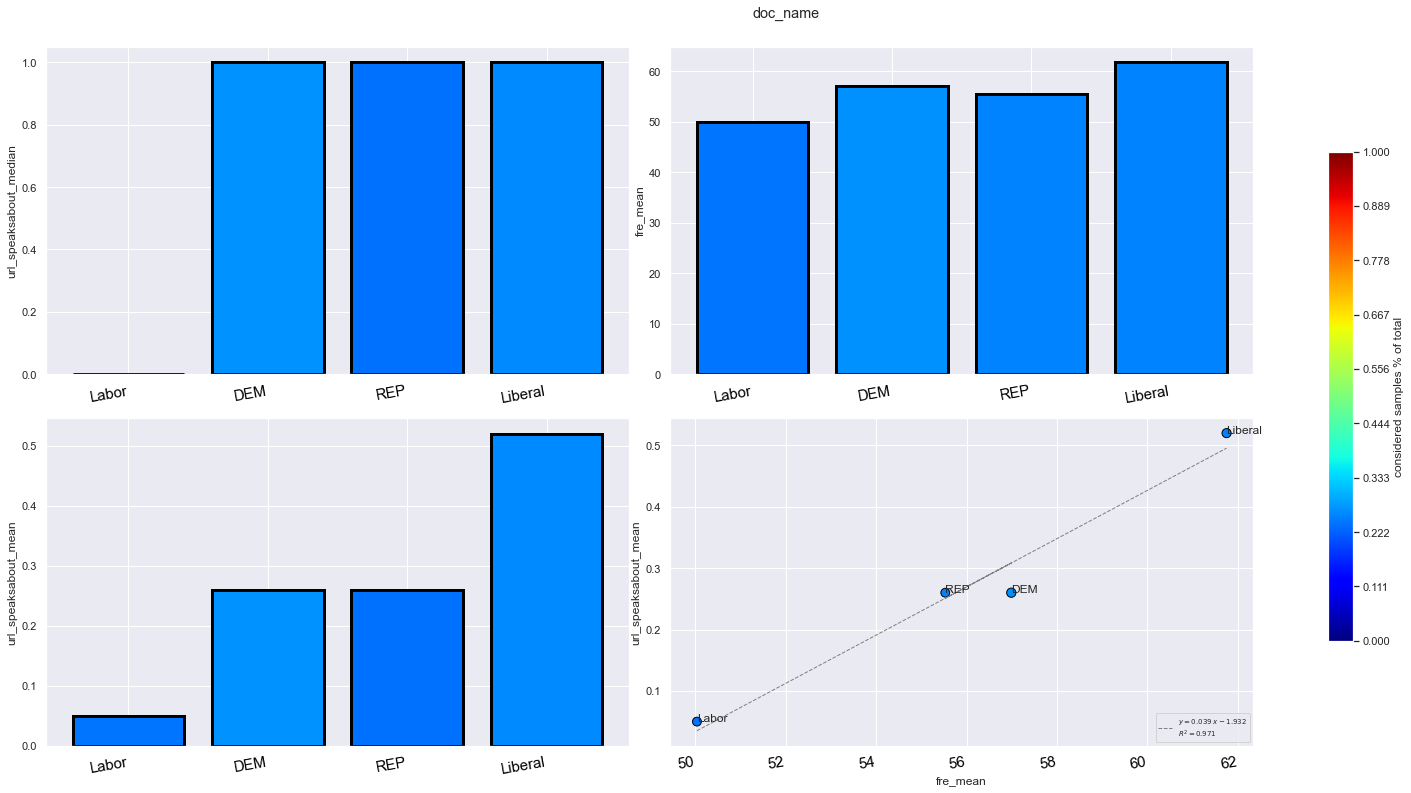 doc_name
url_speaksabout_median
1.0
0.8
0.6
0.4
0.2
0.0
Labor
DEM
REP
Liberal
fre_mean
60
50
40
30
20
10
0
Labor
DEM
REP
Liberal
url_speaksabout_mean
0.5
0.4
0.3
0.2
0.1
0.0
Labor
DEM
REP
Liberal
url_speaksabout_mean
0.5
0.4
0.3
0.2
0.1
Liberal
REP
DEM
Labor
y = 0.039 x − 1.932
R² = 0.971
50
52
54
56
58
60
62
fre_mean
1.000
0.889
0.778
0.667
0.556
0.444
0.333
0.222
0.111
0.000
considered samples % of total